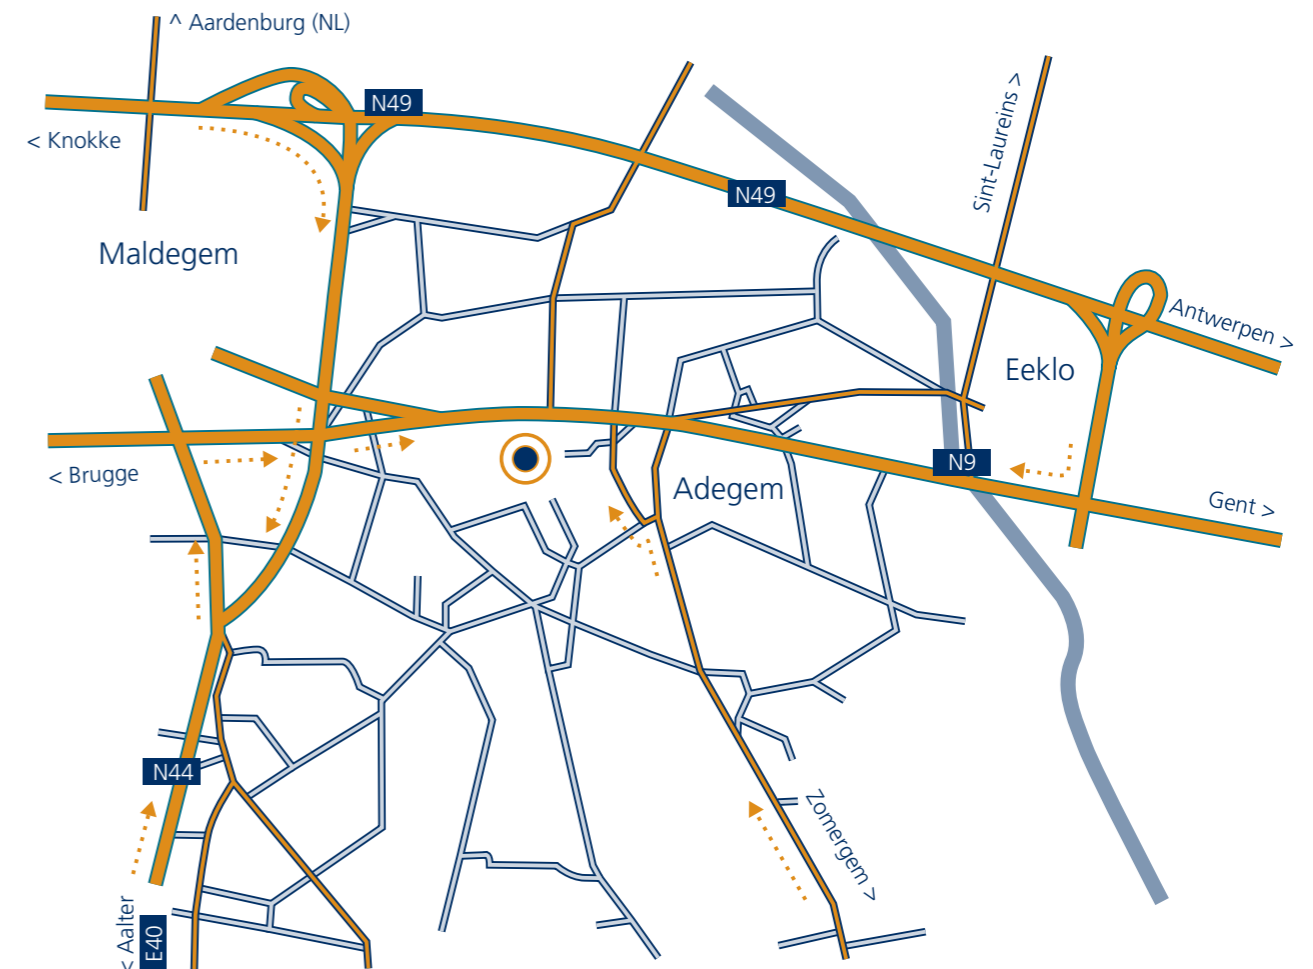 ^ Aardenburg (NL)
N49
< Knokke
Sint-Laureins >
N49
Maldegem
Antwerpen >
Eeklo
< Brugge
N9
Adegem
Gent >
N44
Zomergem >
< Aalter
E40